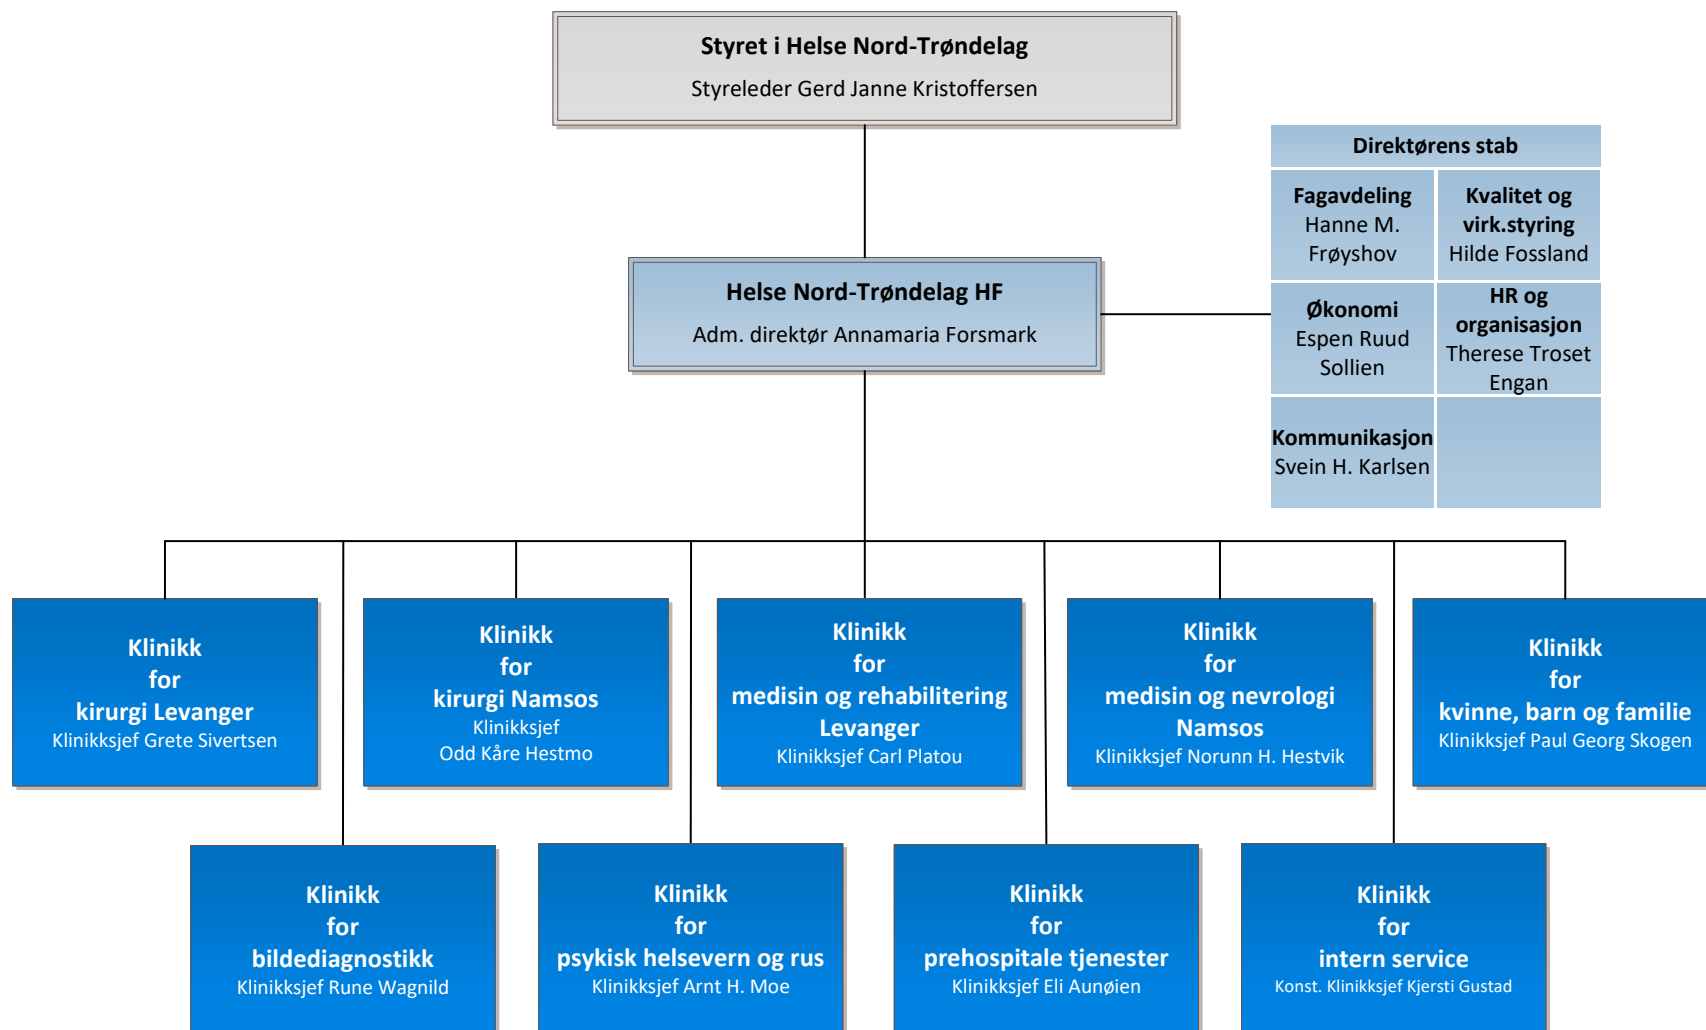 Styret i Helse Nord-Trøndelag
Styreleder Gerd Janne Kristoffersen
Direktørens stab
Fagavdeling
Hanne M.
Frøyshov
Kvalitet og
virk.styring
Hilde Fossland
Økonomi
Espen Ruud
Sollien
HR og
organisasjon
Therese Troset
Engan
Kommunikasjon
Svein H. Karlsen
Helse Nord-Trøndelag HF
Adm. direktør Annamaria Forsmark
Klinikk
for
kirurgi Levanger
Klinikksjef Grete Sivertsen
Klinikk
for
kirurgi Namsos
Klinikksjef
Odd Kåre Hestmo
Klinikk
for
medisin og rehabilitering
Levanger
Klinikksjef Carl Platou
Klinikk
for
medisin og nevrologi
Namsos
Klinikksjef Norunn H. Hestvik
Klinikk
for
kvinne, barn og familie
Klinikksjef Paul Georg Skogen
Klinikk
for
bildediagnostikk
Klinikksjef Rune Wagnild
Klinikk
for
psykisk helsevern og rus
Klinikksjef Arnt H. Moe
Klinikk
for
prehospitale tjenester
Klinikksjef Eli Aunøien
Klinikk
for
intern service
Konst. Klinikksjef Kjersti Gustad